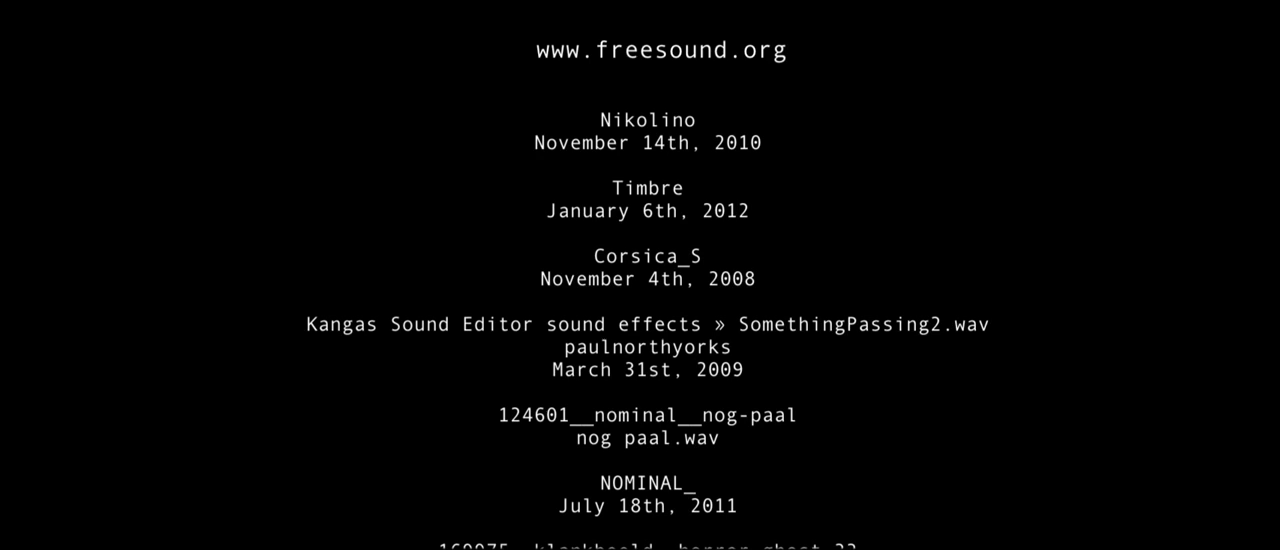 www.freesound.org
Nikolino
November 14th, 2010
Timbre
January 6th, 2012
Corsica_S
November 4th, 2008
Kangas Sound Editor sound effects » SomethingPassing2.wav
paulnorthyorks
March 31st, 2009
124601__nominal__nog-paal
nog paal.wav
NOMINAL_
July 18th, 2011